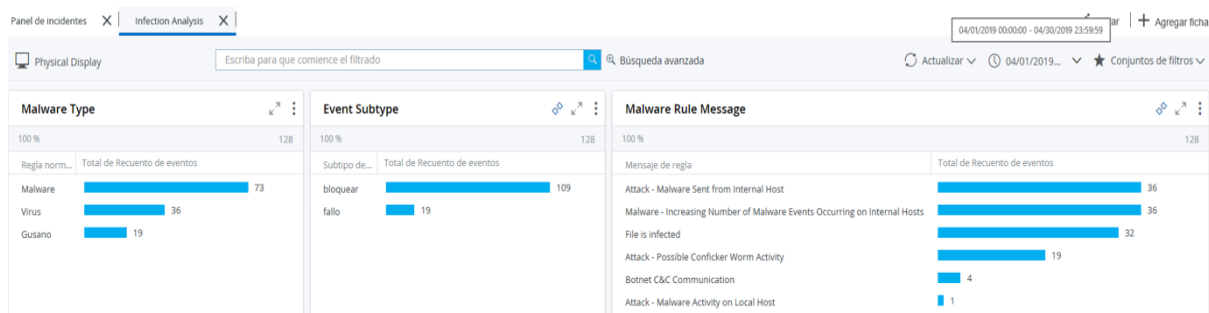 Panel de incidentes
Infection Analysis
04/01/2019 00:00:00 - 04/30/2019 23:59:59
ar
Agregar ficha
Physical Display
Escriba para que comience el filtrado
Búsqueda avanzada
Actualizar
04/01/2019...
Conjuntos de filtros
Malware Type
100 % 128
Regla norm... Total de Recuento de eventos
Malware 73
Virus 36
Gusano 19
Event Subtype
100 % 128
Subtipo de... Total de Recuento de eventos
bloquear 109
fallo 19
Malware Rule Message
100 % 128
Mensaje de regla Total de Recuento de eventos
Attack - Malware Sent from Internal Host 36
Malware - Increasing Number of Malware Events Occurring on Internal Hosts 36
File is infected 32
Attack - Possible Conficker Worm Activity 19
Botnet C&C Communication 4
Attack - Malware Activity on Local Host 1